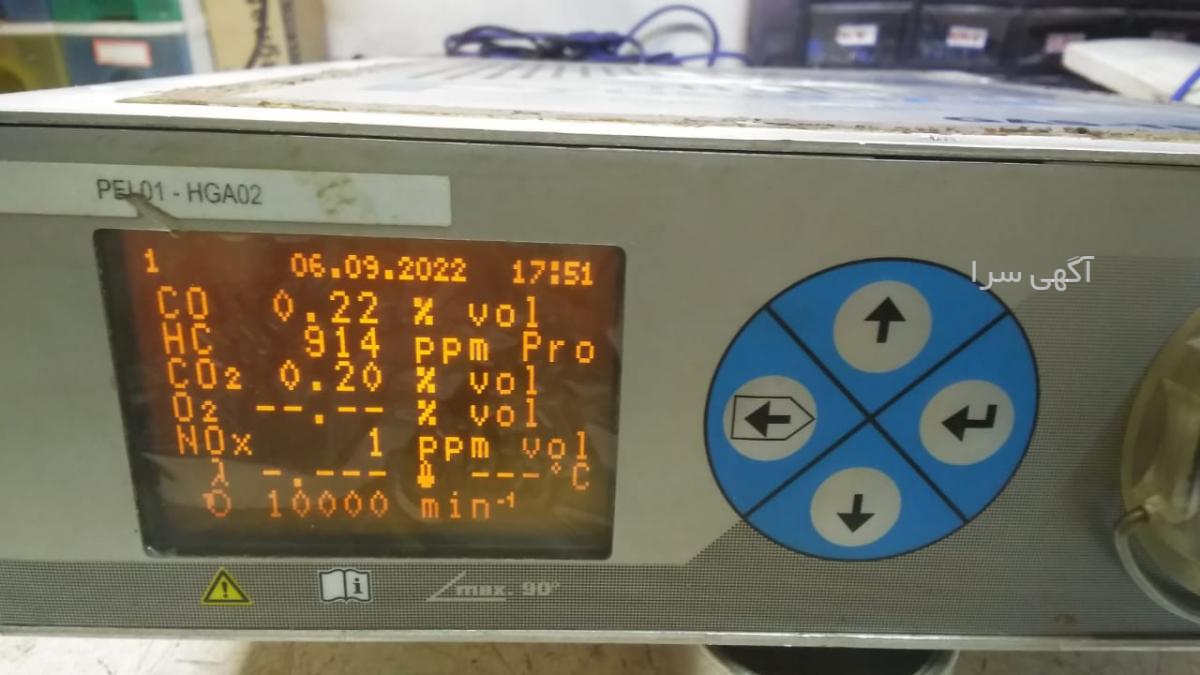 PEI01 - HGA02
1 06.09.2022 17:51
CO 0.22 % vol
HC 914 ppm Pro
CO₂ 0.20 % vol
O₂ --.-- % vol
NOx 1 ppm vol
λ -.--- ---°C
10000 min⁻¹
max. 90°
آگهی سرا